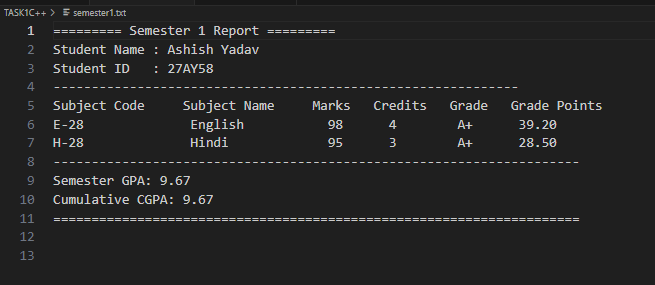 TASK1C++ > semester1.txt
1 ========= Semester 1 Report =========
2 Student Name : Ashish Yadav
3 Student ID   : 27AY58
4 -------------------------------------------------------------
5 Subject Code     Subject Name     Marks   Credits   Grade   Grade Points
6 E-28              English           98      4        A+      39.20
7 H-28              Hindi             95      3        A+      28.50
8 ---------------------------------------------------------------------
9 Semester GPA: 9.67
10 Cumulative CGPA: 9.67
11 =====================================================================
12
13